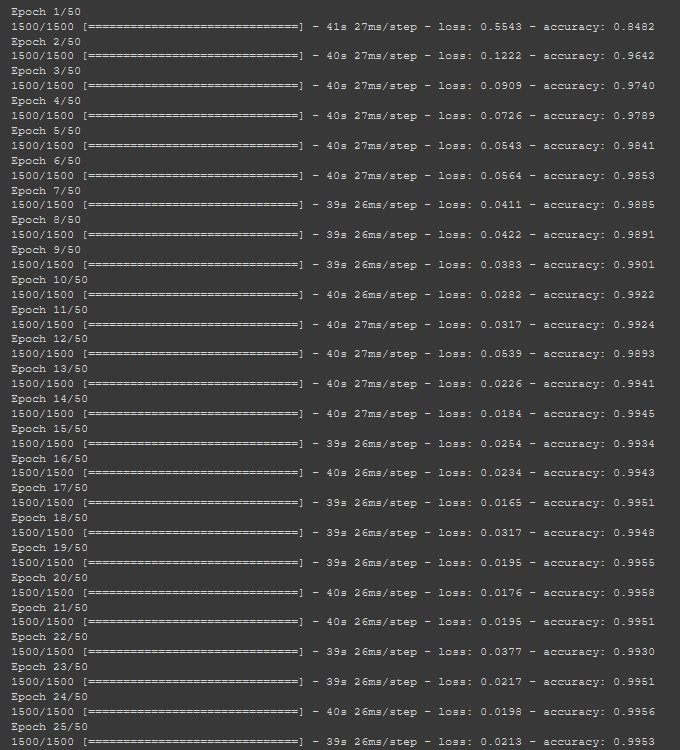 Epoch 1/50
1500/1500 [==============================] - 41s 27ms/step - loss: 0.5543 - accuracy: 0.8482
Epoch 2/50
1500/1500 [==============================] - 40s 27ms/step - loss: 0.1222 - accuracy: 0.9642
Epoch 3/50
1500/1500 [==============================] - 40s 27ms/step - loss: 0.0909 - accuracy: 0.9740
Epoch 4/50
1500/1500 [==============================] - 40s 27ms/step - loss: 0.0726 - accuracy: 0.9789
Epoch 5/50
1500/1500 [==============================] - 40s 27ms/step - loss: 0.0543 - accuracy: 0.9841
Epoch 6/50
1500/1500 [==============================] - 40s 27ms/step - loss: 0.0564 - accuracy: 0.9853
Epoch 7/50
1500/1500 [==============================] - 39s 26ms/step - loss: 0.0411 - accuracy: 0.9885
Epoch 8/50
1500/1500 [==============================] - 39s 26ms/step - loss: 0.0422 - accuracy: 0.9891
Epoch 9/50
1500/1500 [==============================] - 39s 26ms/step - loss: 0.0383 - accuracy: 0.9901
Epoch 10/50
1500/1500 [==============================] - 40s 26ms/step - loss: 0.0282 - accuracy: 0.9922
Epoch 11/50
1500/1500 [==============================] - 40s 27ms/step - loss: 0.0317 - accuracy: 0.9924
Epoch 12/50
1500/1500 [==============================] - 40s 27ms/step - loss: 0.0539 - accuracy: 0.9893
Epoch 13/50
1500/1500 [==============================] - 40s 27ms/step - loss: 0.0226 - accuracy: 0.9941
Epoch 14/50
1500/1500 [==============================] - 40s 27ms/step - loss: 0.0184 - accuracy: 0.9945
Epoch 15/50
1500/1500 [==============================] - 39s 26ms/step - loss: 0.0254 - accuracy: 0.9934
Epoch 16/50
1500/1500 [==============================] - 40s 26ms/step - loss: 0.0234 - accuracy: 0.9943
Epoch 17/50
1500/1500 [==============================] - 39s 26ms/step - loss: 0.0165 - accuracy: 0.9951
Epoch 18/50
1500/1500 [==============================] - 39s 26ms/step - loss: 0.0317 - accuracy: 0.9948
Epoch 19/50
1500/1500 [==============================] - 39s 26ms/step - loss: 0.0195 - accuracy: 0.9955
Epoch 20/50
1500/1500 [==============================] - 40s 26ms/step - loss: 0.0176 - accuracy: 0.9958
Epoch 21/50
1500/1500 [==============================] - 40s 26ms/step - loss: 0.0195 - accuracy: 0.9951
Epoch 22/50
1500/1500 [==============================] - 39s 26ms/step - loss: 0.0377 - accuracy: 0.9930
Epoch 23/50
1500/1500 [==============================] - 39s 26ms/step - loss: 0.0217 - accuracy: 0.9951
Epoch 24/50
1500/1500 [==============================] - 40s 26ms/step - loss: 0.0198 - accuracy: 0.9956
Epoch 25/50
1500/1500 [==============================] - 39s 26ms/step - loss: 0.0213 - accuracy: 0.9953